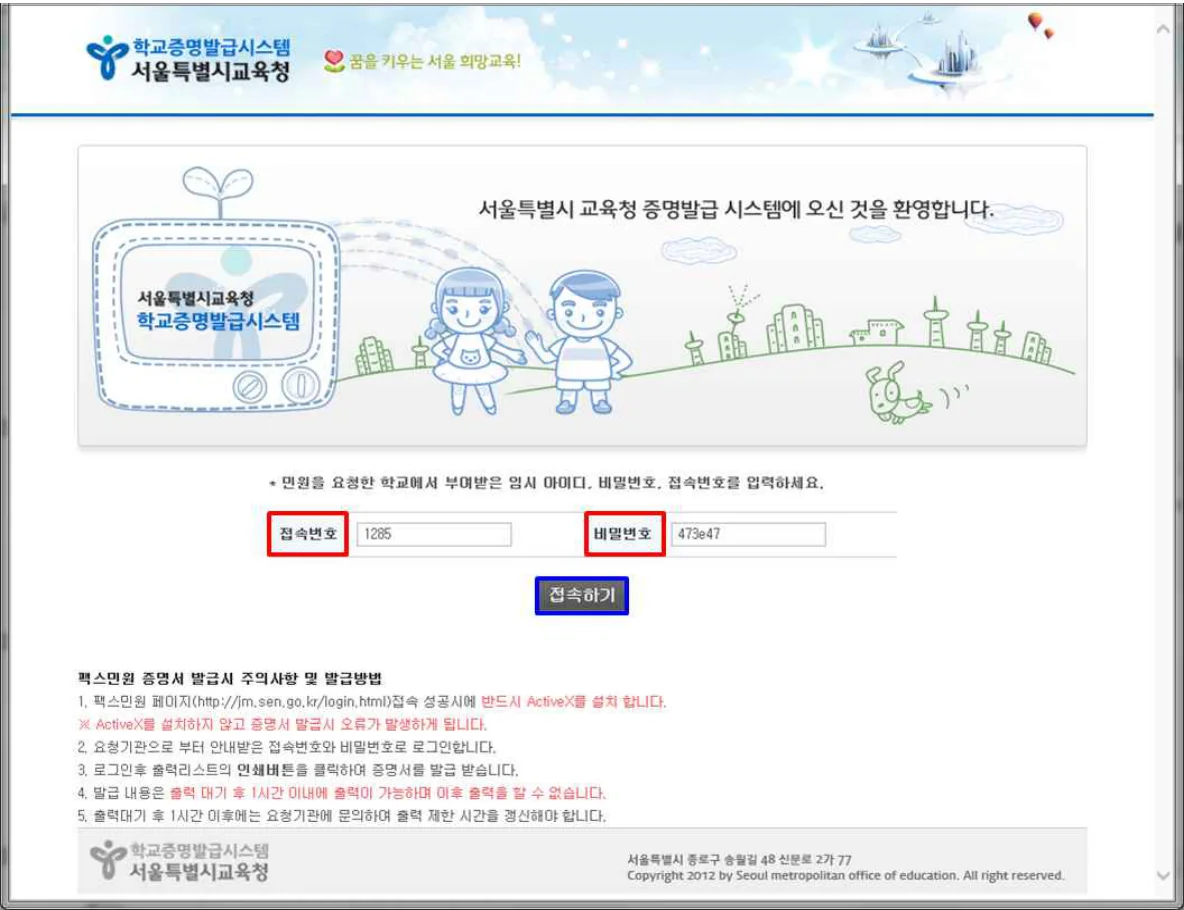 학교증명발급시스템
서울특별시교육청
꿈을 키우는 서울 희망교육!
서울특별시 교육청 증명발급 시스템에 오신 것을 환영합니다.
서울특별시교육청
학교증명발급시스템
* 민원을 요청한 학교에서 부여받은 임시 아이디, 비밀번호, 접속번호를 입력하세요.
접속번호 1285 비밀번호 473e47
접속하기
팩스민원 증명서 발급시 주의사항 및 발급방법
1. 팩스민원 페이지(http://jm.sen.go.kr/login.html)접속 성공시에 반드시 ActiveX를 설치 합니다.
※ ActiveX를 설치하지 않고 증명서 발급시 오류가 발생하게 됩니다.
2. 요청기관으로 부터 안내받은 접속번호와 비밀번호로 로그인합니다.
3. 로그인후 출력리스트의 인쇄버튼을 클릭하여 증명서를 발급 받습니다.
4. 발급 내용은 출력 대기 후 1시간 이내에 출력이 가능하며 이후 출력을 할 수 없습니다.
5. 출력대기 후 1시간 이후에는 요청기관에 문의하여 출력 제한 시간을 갱신해야 합니다.
학교증명발급시스템
서울특별시교육청
서울특별시 종로구 송월길 48 신문로 2가 77
Copyright 2012 by Seoul metropolitan office of education. All right reserved.